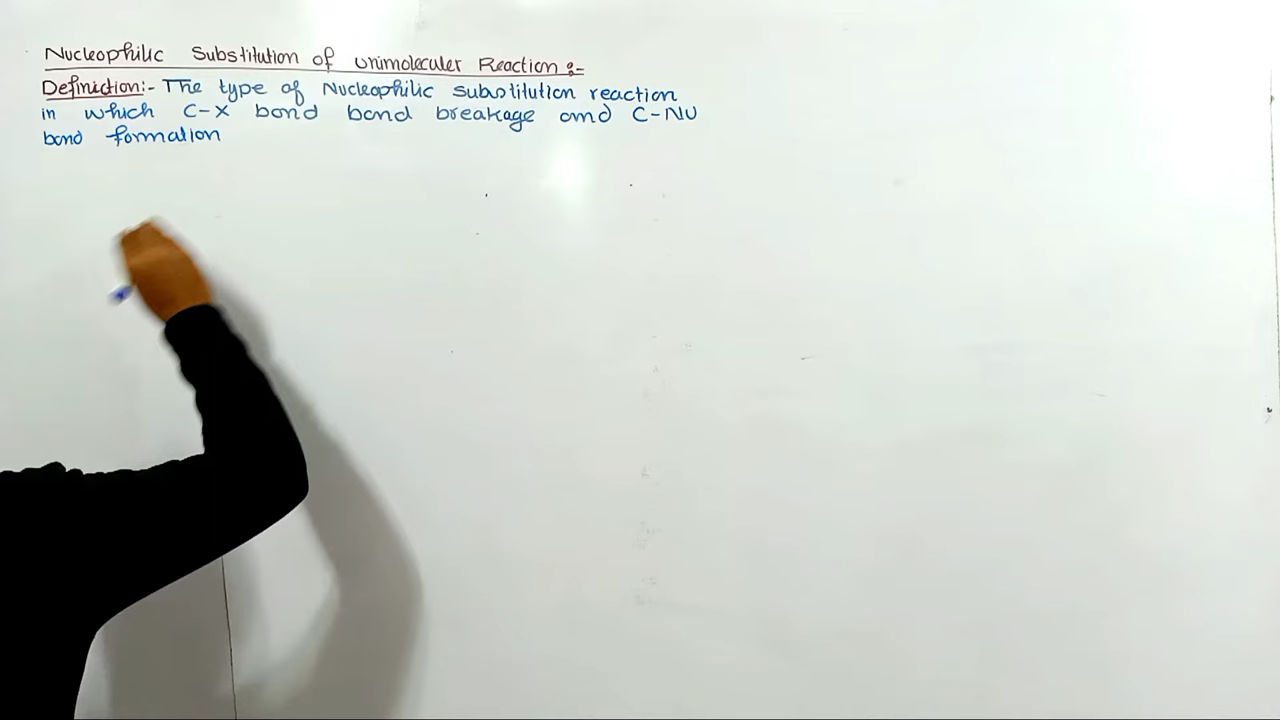 Nucleophilic Substitution of Unimoleculer Reaction :-
Definiction:- The type of Nucleophilic substitution reaction
in which C-X bond bond breakage and C-NU
bond formation